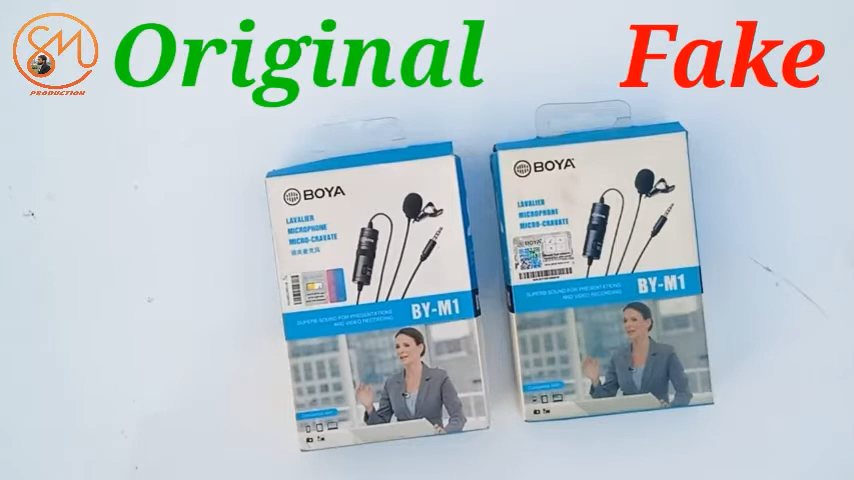 SM
PRODUCTION
Original
Fake
BOYA
LAVALIER
MICROPHONE
MICRO-CRAVATE
SUPERB SOUND FOR PRESENTATIONS
AND VIDEO RECORDING
BY-M1
BOYA
LAVALIER
MICROPHONE
MICRO-CRAVATE
SUPERB SOUND FOR PRESENTATIONS
AND VIDEO RECORDING
BY-M1